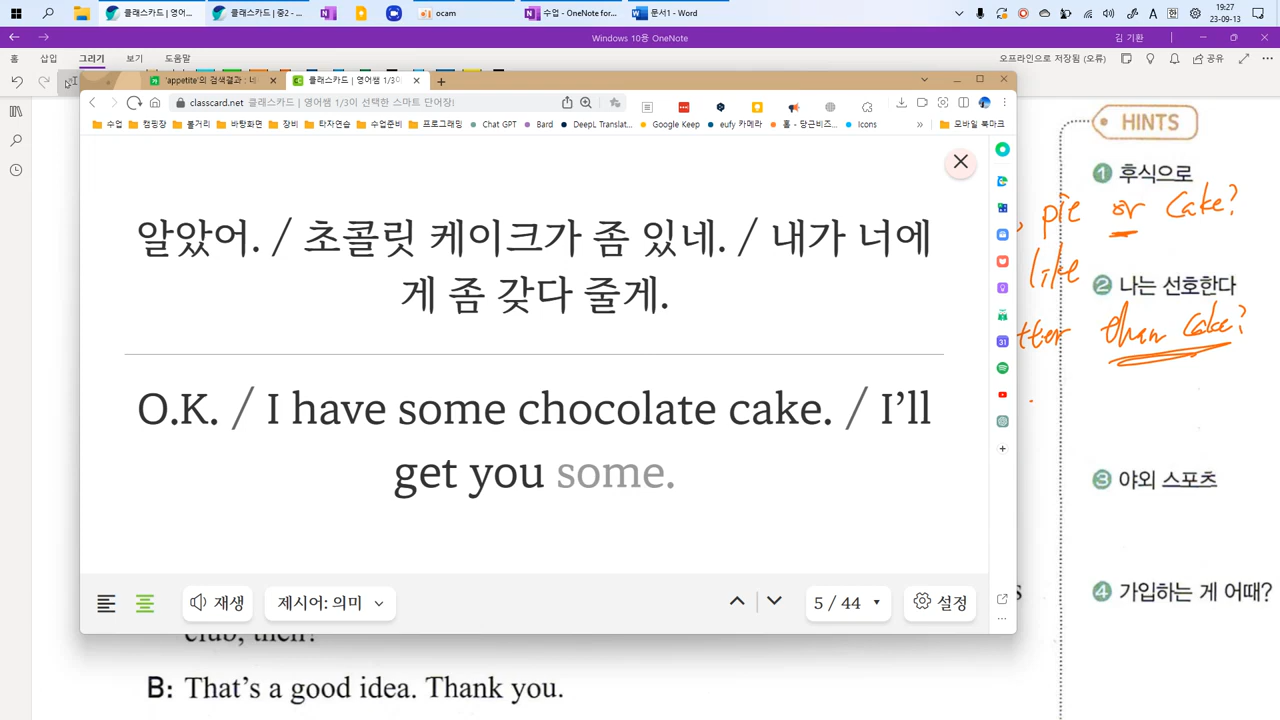 클래스카드 | 영어...
클래스카드 | 중2 - ...
ocam
수업 - OneNote for ...
문서1 - Word
A
한
19:27
23-09-13
Windows 10용 OneNote
김 기환
홈
삽입
그리기
보기
도움말
오프라인으로 저장됨 (오류)
공유
'appetite'의 검색결과 : 네
클래스카드 | 영어쌤 1/3이
classcard.net 클래스카드 | 영어쌤 1/3이 선택한 스마트 단어장!
수업
캠핑장
볼거리
바탕화면
장비
타자연습
수업준비
프로그래밍
Chat GPT
Bard
DeepL Translat...
Google Keep
eufy 카메라
홈 - 당근비즈...
Icons
모바일 북마크
알았어. / 초콜릿 케이크가 좀 있네. / 내가 너에
게 좀 갖다 줄게.
O.K. / I have some chocolate cake. / I’ll
get you some.
재생
제시어: 의미
5 / 44
설정
31
HINTS
1 후식으로
, pie or cake?
like
2 나는 선호한다
tter than cake?
3 야외 스포츠
4 가입하는 게 어때?
s
club, then?
B: That’s a good idea. Thank you.